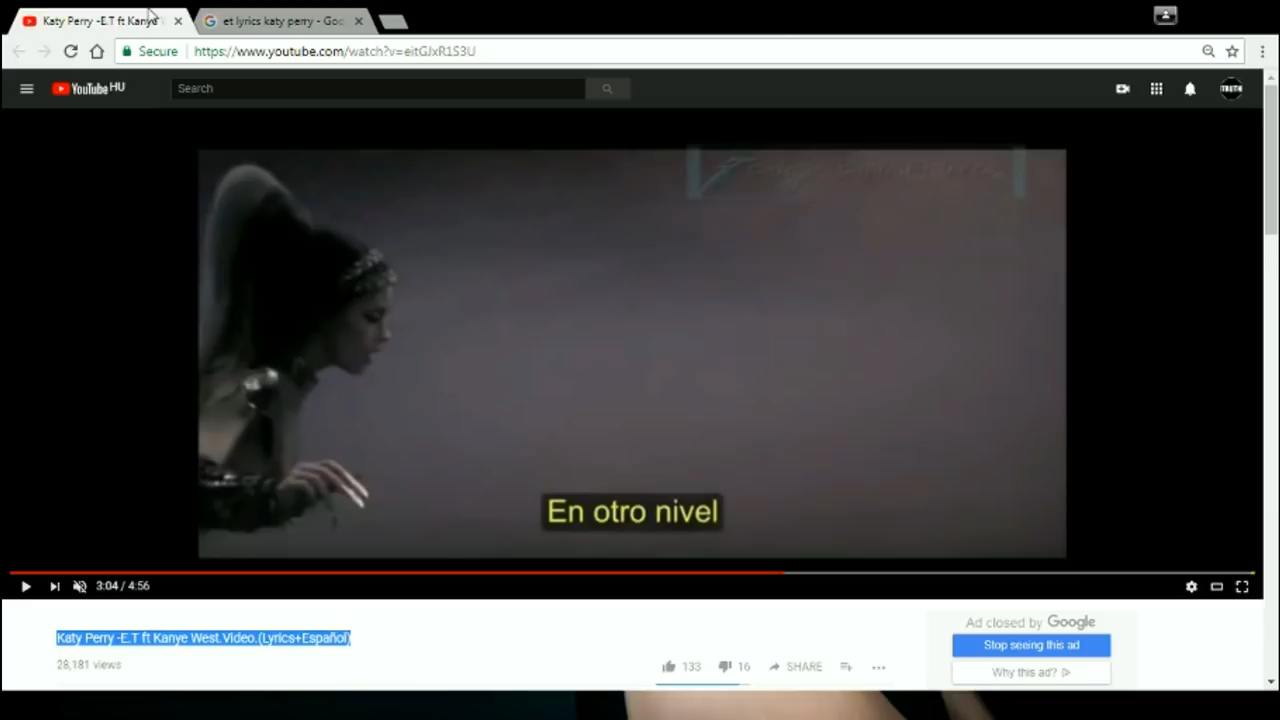 Katy Perry -E.T ft Kanye
et lyrics katy perry - Goo
Secure
https://www.youtube.com/watch?v=eitGJxR1S3U
YouTube HU
Search
TRUTH
En otro nivel
3:04 / 4:56
Katy Perry -E.T ft Kanye West.Video.(Lyrics+Español)
28,181 views
133
16
SHARE
Ad closed by Google
Stop seeing this ad
Why this ad?